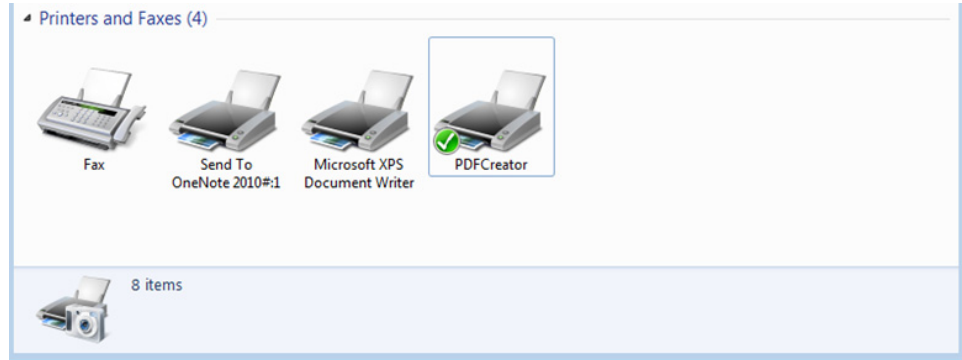 Printers and Faxes (4)
Fax
Send To
OneNote 2010#:1
Microsoft XPS
Document Writer
PDFCreator
8 items